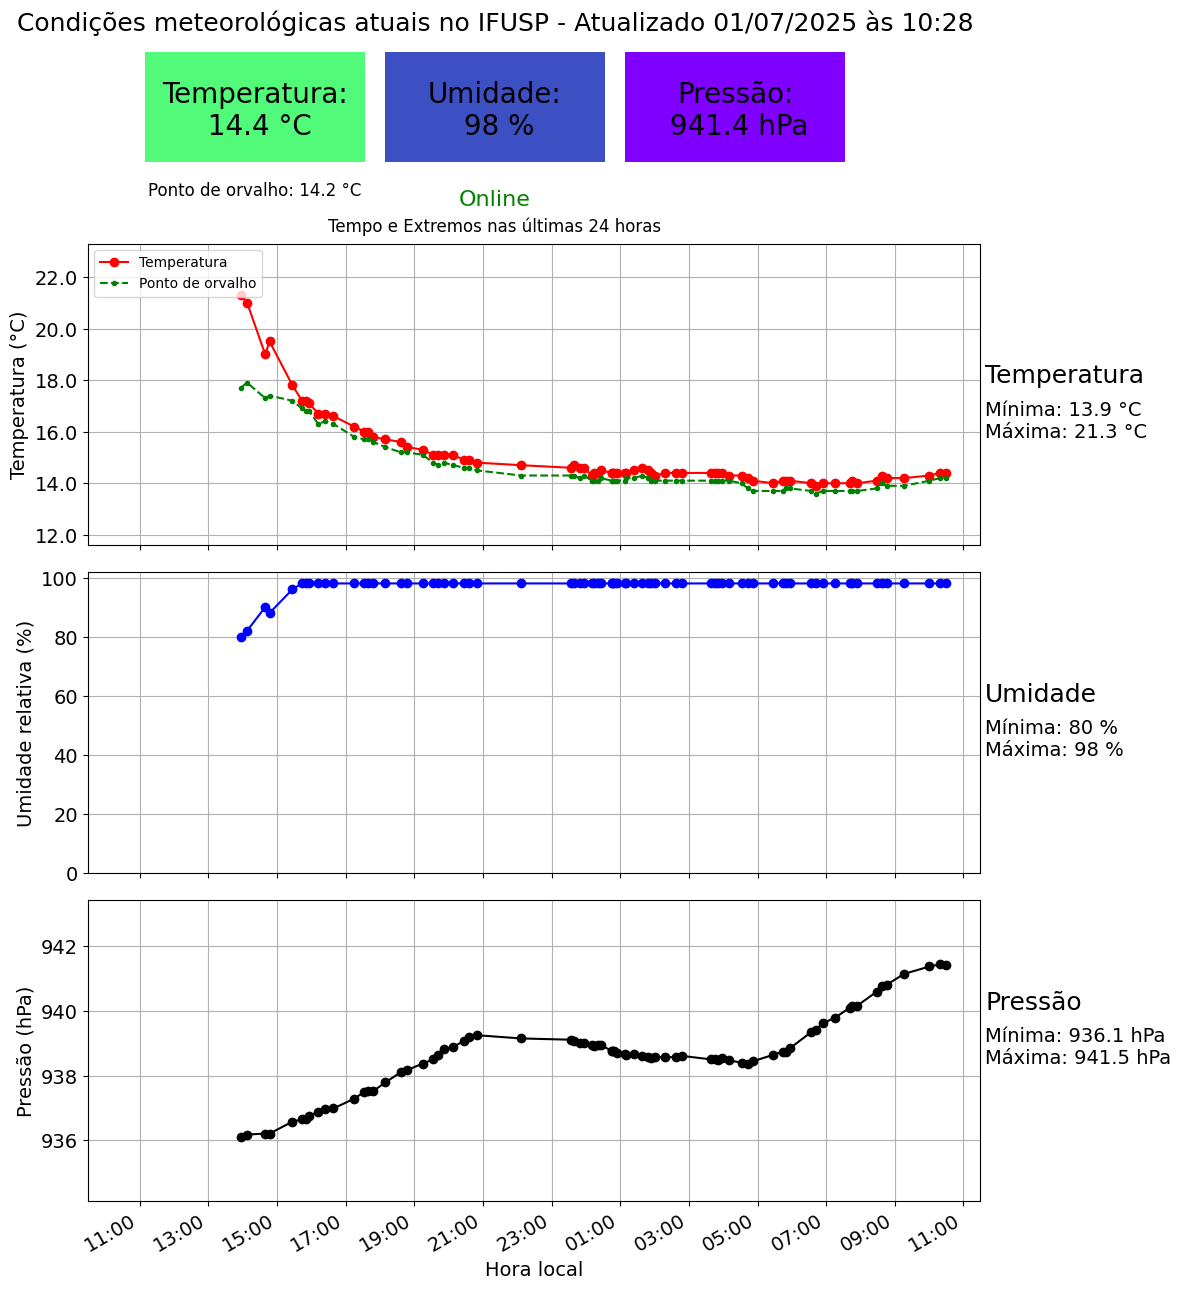 Condições meteorológicas atuais no IFUSP - Atualizado 01/07/2025 às 10:28
Temperatura:
14.4 °C
Umidade:
98 %
Pressão:
941.4 hPa
Ponto de orvalho: 14.2 °C
Online
Tempo e Extremos nas últimas 24 horas
Temperatura
Ponto de orvalho
Temperatura (°C)
22.0
20.0
18.0
16.0
14.0
12.0
Temperatura
Mínima: 13.9 °C
Máxima: 21.3 °C
Umidade relativa (%)
100
80
60
40
20
0
Umidade
Mínima: 80 %
Máxima: 98 %
Pressão (hPa)
942
940
938
936
Pressão
Mínima: 936.1 hPa
Máxima: 941.5 hPa
11:00
13:00
15:00
17:00
19:00
21:00
23:00
01:00
03:00
05:00
07:00
09:00
11:00
Hora local